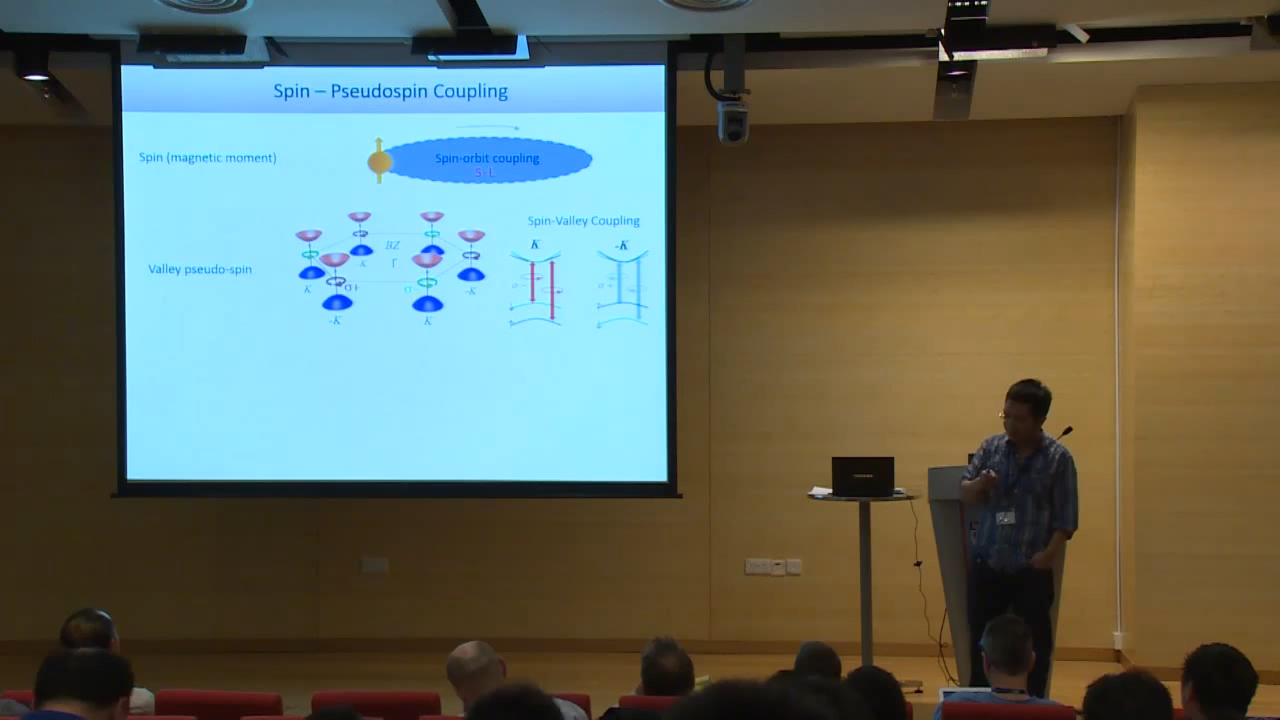 Spin – Pseudospin Coupling
Spin (magnetic moment)
Spin-orbit coupling
S·L
Spin-Valley Coupling
K
-K
BZ
K
Γ
Valley pseudo-spin
K
σ+
σ-
-K
-K
K